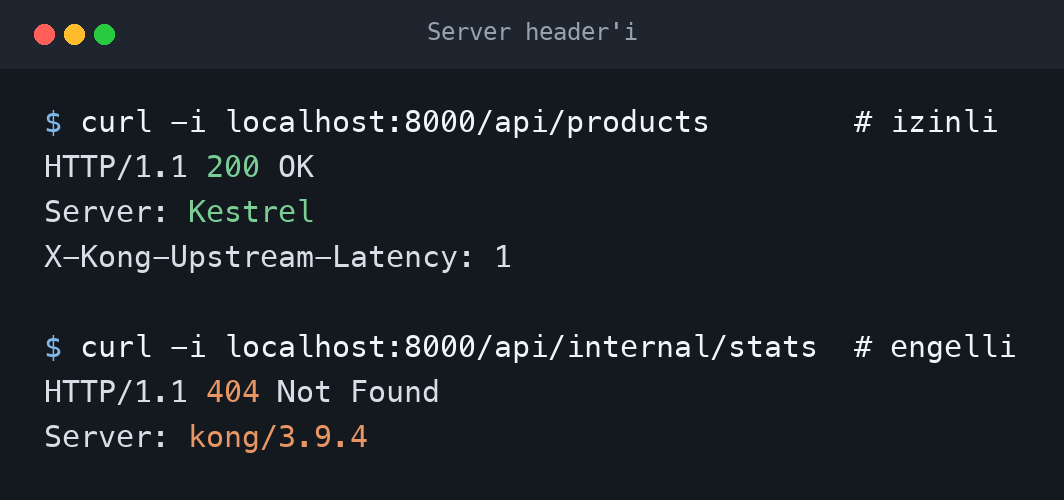 Server header'i
$ curl -i localhost:8000/api/products        # izinli
HTTP/1.1 200 OK
Server: Kestrel
X-Kong-Upstream-Latency: 1
$ curl -i localhost:8000/api/internal/stats  # engelli
HTTP/1.1 404 Not Found
Server: kong/3.9.4